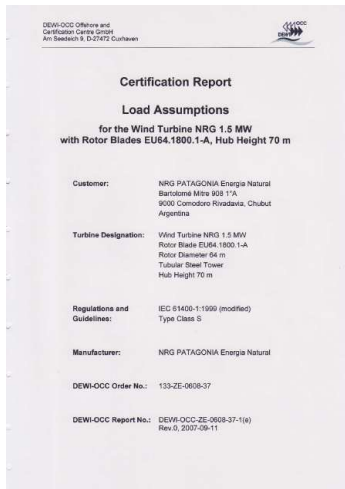 DEWI-OCC Offshore and
Certification Centre GmbH
Am Seedeich 9, D-27472 Cuxhaven
OCC
DEWI
Certification Report
Load Assumptions
for the Wind Turbine NRG 1.5 MW
with Rotor Blades EU64.1800.1-A, Hub Height 70 m
Customer: NRG PATAGONIA Energia Natural
Bartolomé Mitre 908 1°A
9000 Comodoro Rivadavia, Chubut
Argentina
Turbine Designation: Wind Turbine NRG 1.5 MW
Rotor Blade EU64.1800.1-A
Rotor Diameter 64 m
Tubular Steel Tower
Hub Height 70 m
Regulations and IEC 61400-1:1999 (modified)
Guidelines: Type Class S
Manufacturer: NRG PATAGONIA Energia Natural
DEWI-OCC Order No.: 133-ZE-0608-37
DEWI-OCC Report No.: DEWI-OCC-ZE-0608-37-1(e)
Rev.0, 2007-09-11